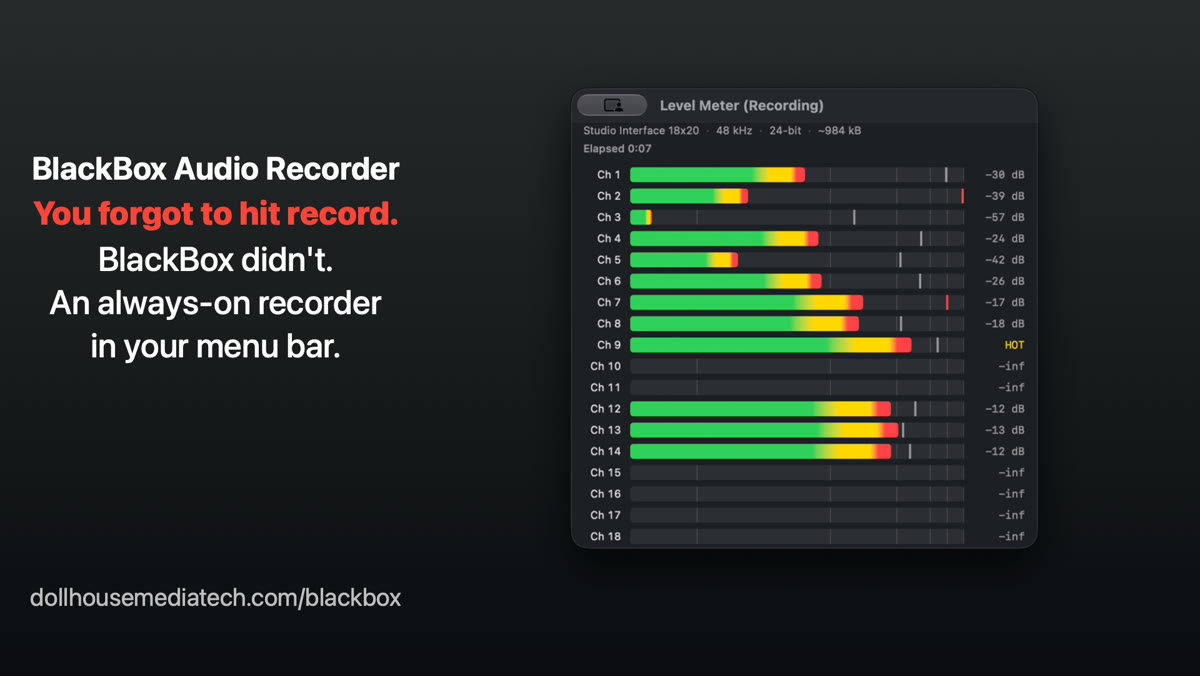 BlackBox Audio Recorder
You forgot to hit record.
BlackBox didn't.
An always-on recorder
in your menu bar.
dollhousemediatech.com/blackbox
Level Meter (Recording)
Studio Interface 18x20 · 48 kHz · 24-bit · ~984 kB
Elapsed 0:07
Ch 1 −30 dB
Ch 2 −39 dB
Ch 3 −57 dB
Ch 4 −24 dB
Ch 5 −42 dB
Ch 6 −26 dB
Ch 7 −17 dB
Ch 8 −18 dB
Ch 9 HOT
Ch 10 −inf
Ch 11 −inf
Ch 12 −12 dB
Ch 13 −13 dB
Ch 14 −12 dB
Ch 15 −inf
Ch 16 −inf
Ch 17 −inf
Ch 18 −inf